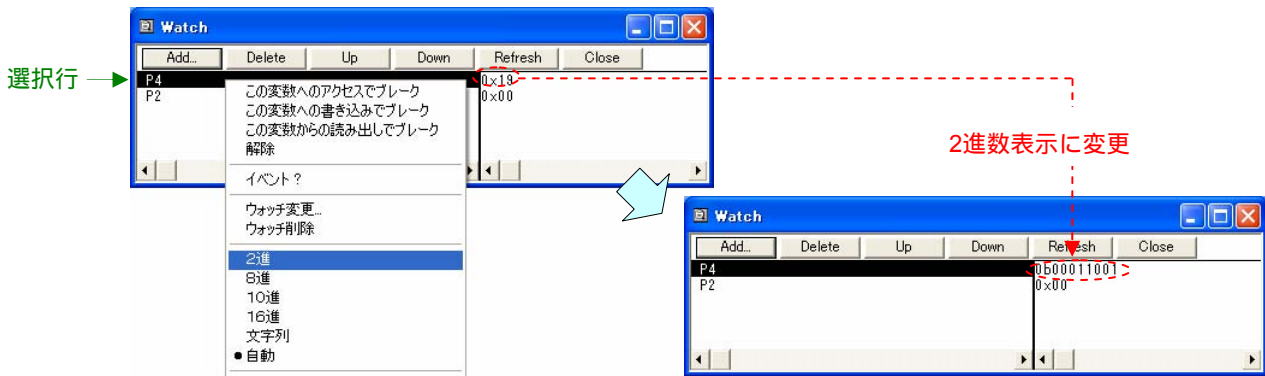 Watch
Add... Delete Up Down Refresh Close
選択行
P4 0x19
P2 0x00
この変数へのアクセスでブレーク
この変数への書き込みでブレーク
この変数からの読み出しでブレーク
解除
イベント?
ウォッチ変更...
ウォッチ削除
2進
8進
10進
16進
文字列
自動
2進数表示に変更
Watch
Add... Delete Up Down Refresh Close
P4 0b00011001
P2 0x00